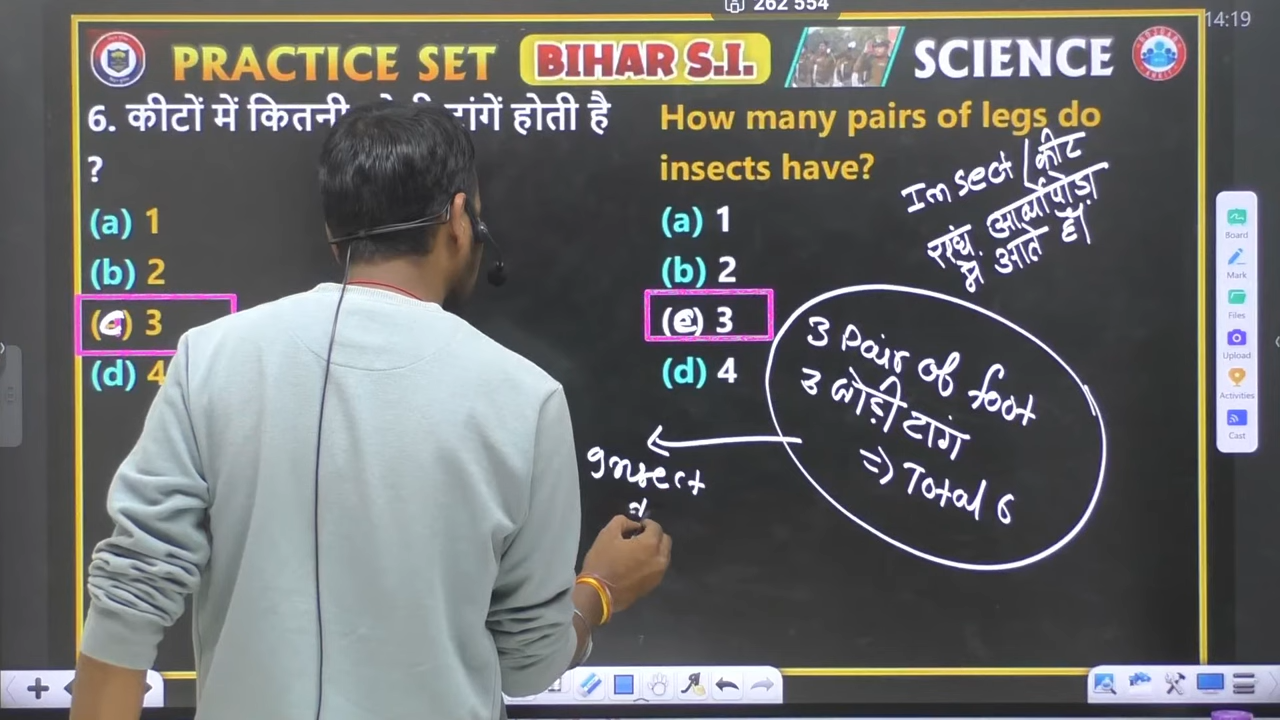 262 554
14:19
PRACTICE SET BIHAR S.I. SCIENCE
6. कीटों में कितनी टांगें होती है
?
(a) 1
(b) 2
3
(d) 4
How many pairs of legs do
insects have?
(a) 1
(b) 2
(c) 3
(d) 4
Insect / कीट
संघ आर्थ्रोपोडा
में आते हैं।
3 Pair of foot
3 जोड़ी टांग
=> Total 6
Insect
Board
Mark
Files
Upload
Activities
Cast